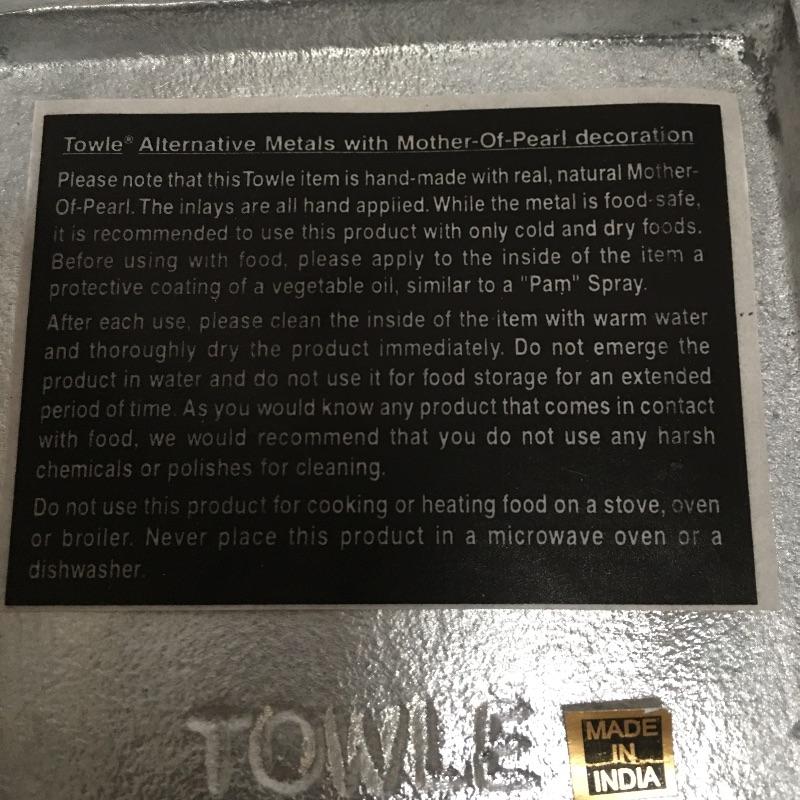 Towle® Alternative Metals with Mother-Of-Pearl decoration
Please note that this Towle item is hand-made with real, natural Mother-
Of-Pearl. The inlays are all hand applied. While the metal is food-safe,
it is recommended to use this product with only cold and dry foods.
Before using with food, please apply to the inside of the item a
protective coating of a vegetable oil, similar to a "Pam" Spray.
After each use, please clean the inside of the item with warm water
and thoroughly dry the product immediately. Do not emerge the
product in water and do not use it for food storage for an extended
period of time. As you would know any product that comes in contact
with food, we would recommend that you do not use any harsh
chemicals or polishes for cleaning.
Do not use this product for cooking or heating food on a stove, oven
or broiler. Never place this product in a microwave oven or a
dishwasher.
TOWLE
MADE
IN
INDIA